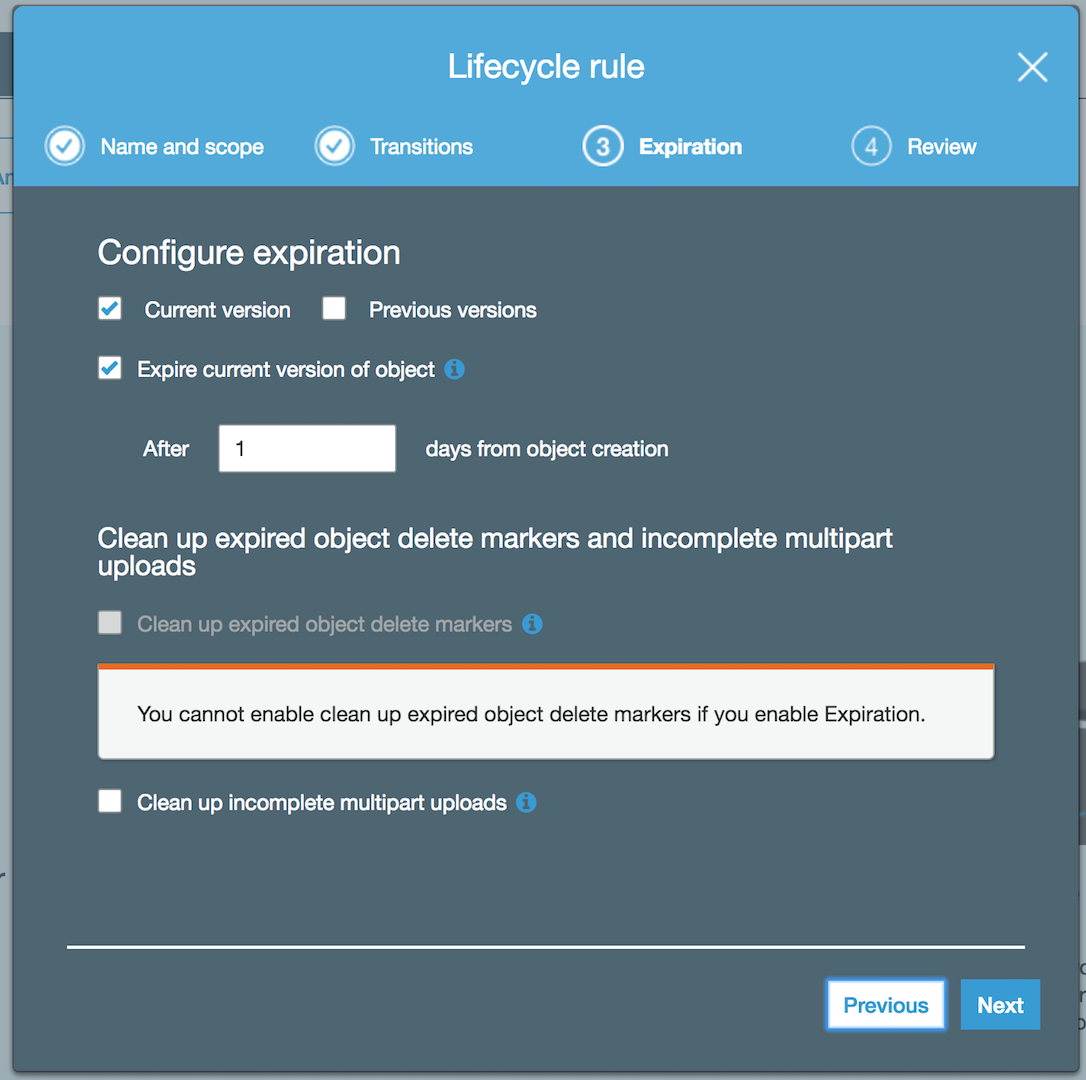 Lifecycle rule
Name and scope
Transitions
3 Expiration
4 Review
Configure expiration
Current version Previous versions
Expire current version of object
After 1 days from object creation
Clean up expired object delete markers and incomplete multipart
uploads
Clean up expired object delete markers
You cannot enable clean up expired object delete markers if you enable Expiration.
Clean up incomplete multipart uploads
Previous Next